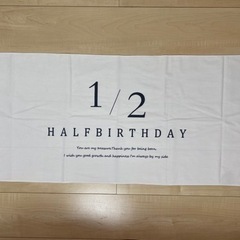 1/2
HALFBIRTHDAY
You are my treasure.Thank you for being born.
I wish you good growth and happiness.I'm always by my side